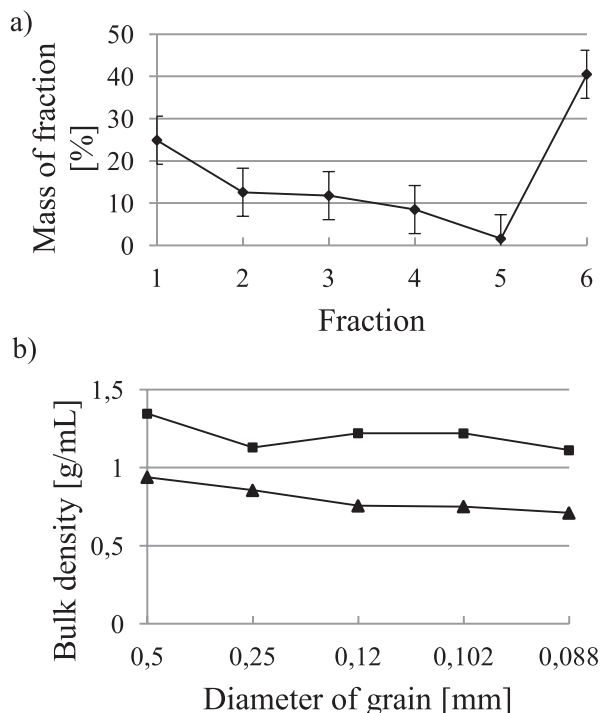 a)
Mass of fraction
[%]
50
40
30
20
10
0
1 2 3 4 5 6
Fraction
b)
Bulk density [g/mL]
1,5
1
0,5
0
0,5 0,25 0,12 0,102 0,088
Diameter of grain [mm]